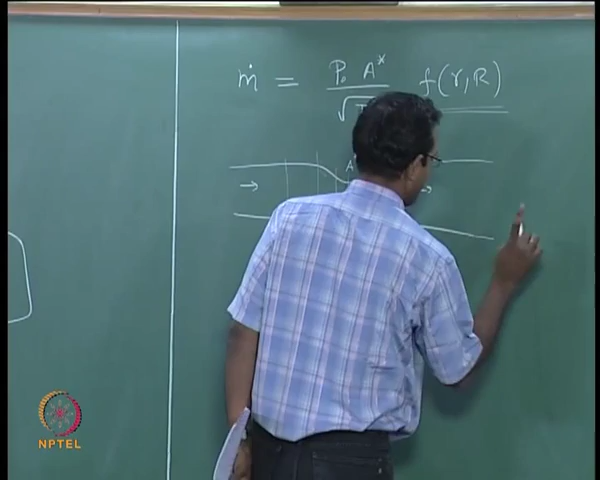 ṁ = P₀ A* / √T f(γ, R)
A
NPTEL